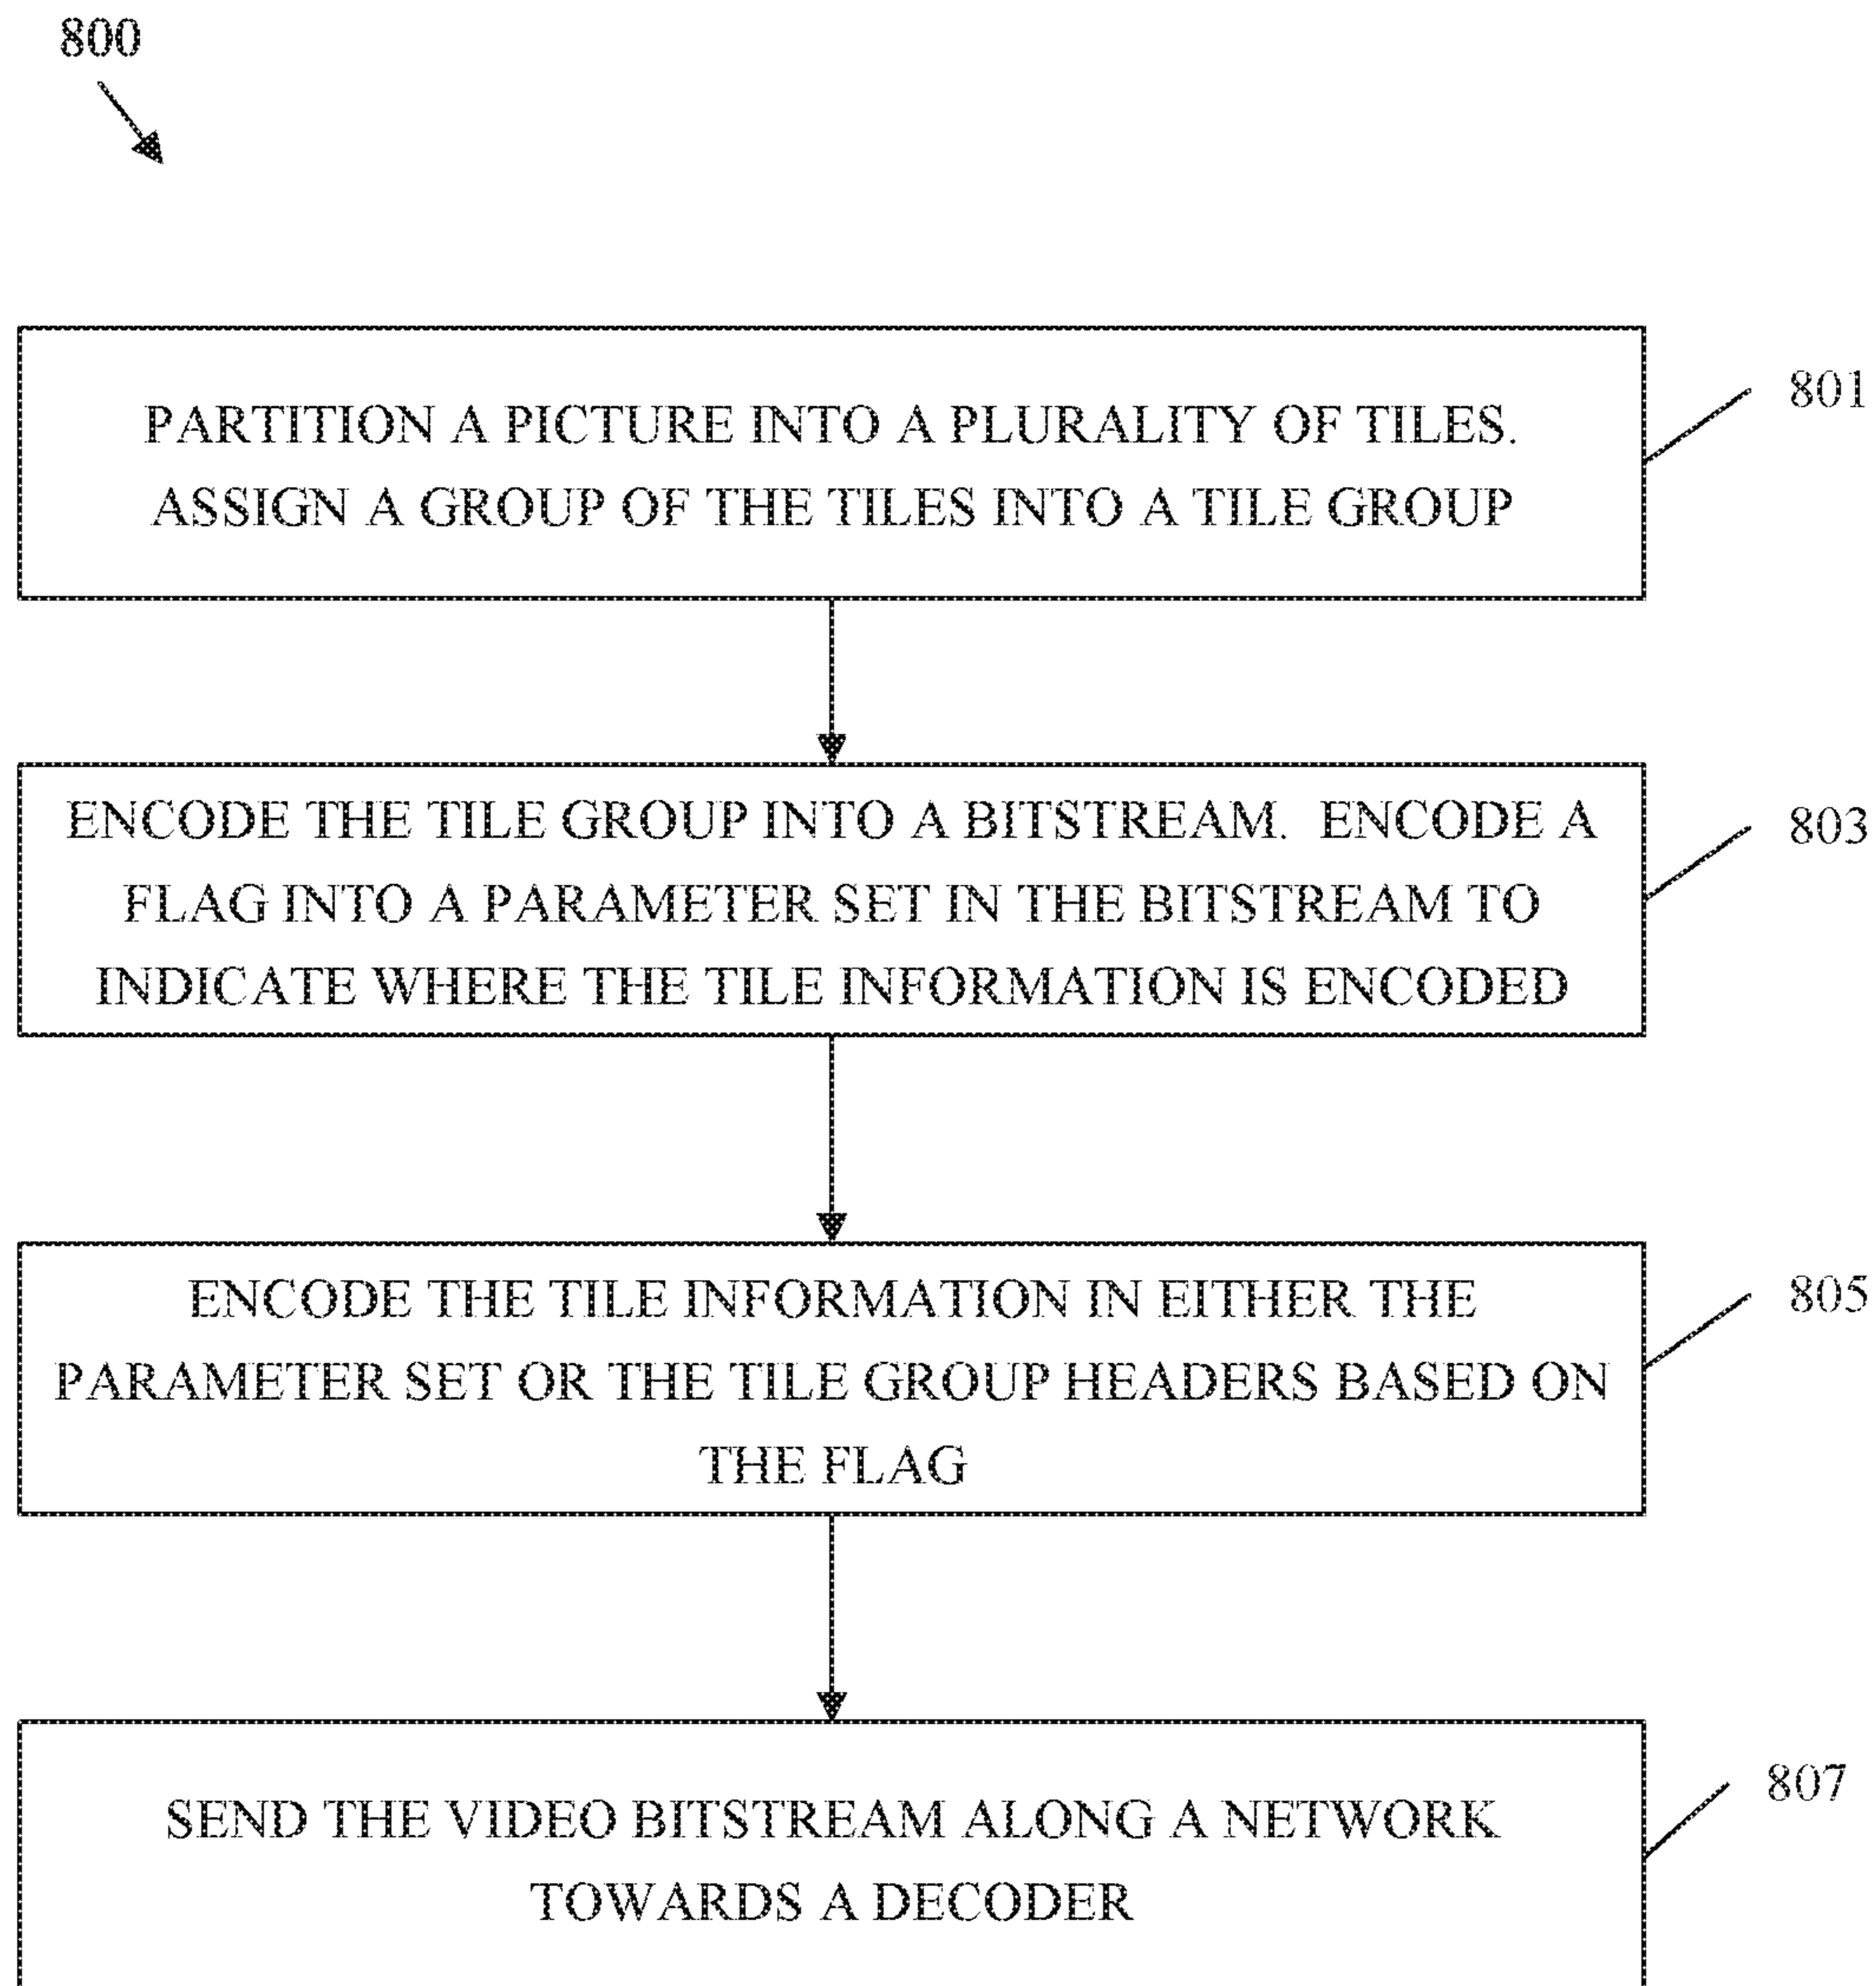 800
PARTITION A PICTURE INTO A PLURALITY OF TILES.
ASSIGN A GROUP OF THE TILES INTO A TILE GROUP
801
ENCODE THE TILE GROUP INTO A BITSTREAM. ENCODE A
FLAG INTO A PARAMETER SET IN THE BITSTREAM TO
INDICATE WHERE THE TILE INFORMATION IS ENCODED
803
ENCODE THE TILE INFORMATION IN EITHER THE
PARAMETER SET OR THE TILE GROUP HEADERS BASED ON
THE FLAG
805
SEND THE VIDEO BITSTREAM ALONG A NETWORK
TOWARDS A DECODER
807